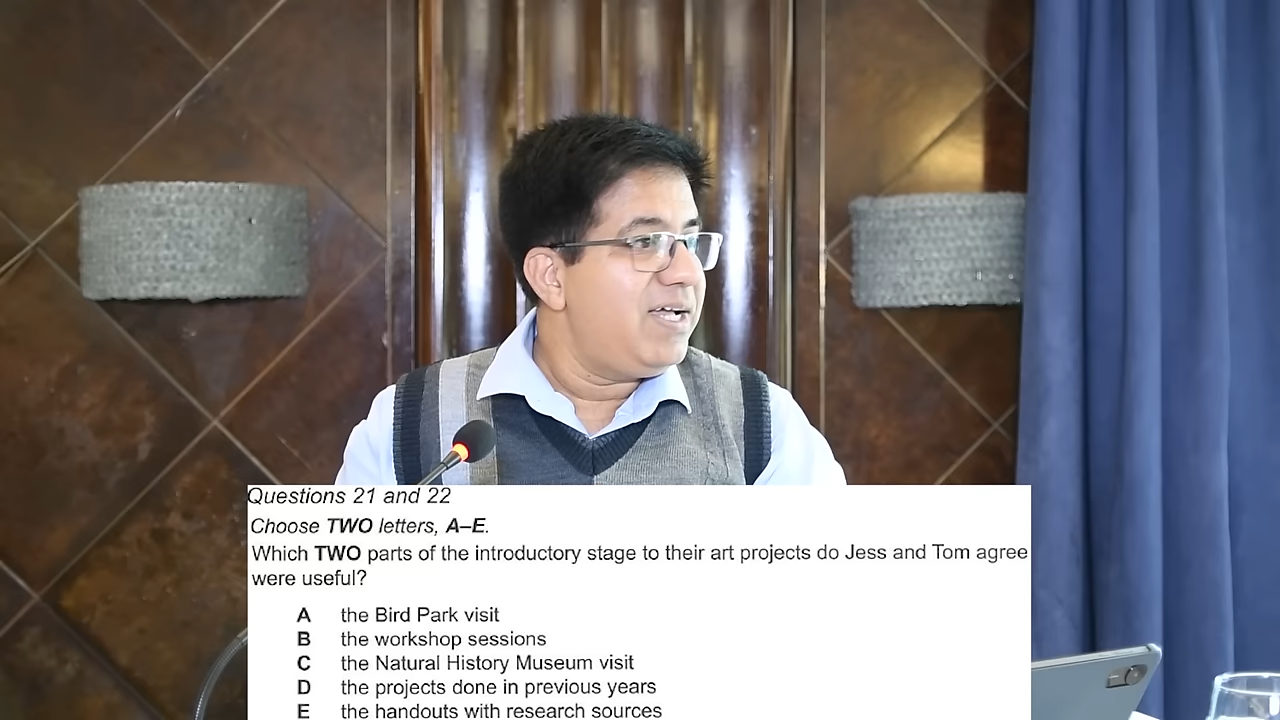 Questions 21 and 22
Choose TWO letters, A–E.
Which TWO parts of the introductory stage to their art projects do Jess and Tom agree
were useful?
A the Bird Park visit
B the workshop sessions
C the Natural History Museum visit
D the projects done in previous years
E the handouts with research sources